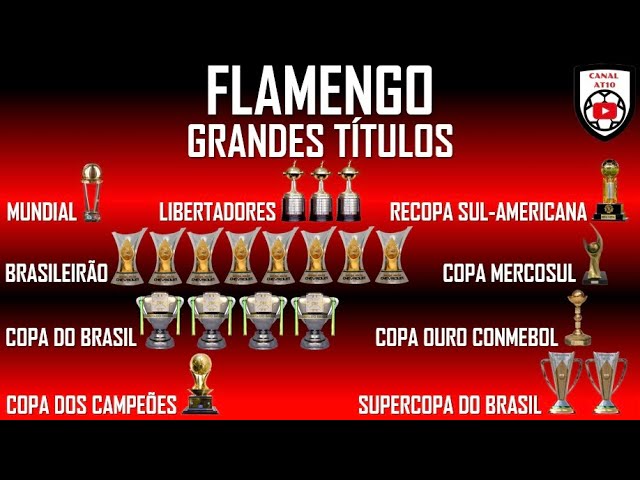 FLAMENGO
GRANDES TÍTULOS
CANAL
AT10
MUNDIAL
LIBERTADORES
RECOPA SUL-AMERICANA
BRASILEIRÃO
COPA MERCOSUL
COPA DO BRASIL
COPA OURO CONMEBOL
COPA DOS CAMPEÕES
SUPERCOPA DO BRASIL